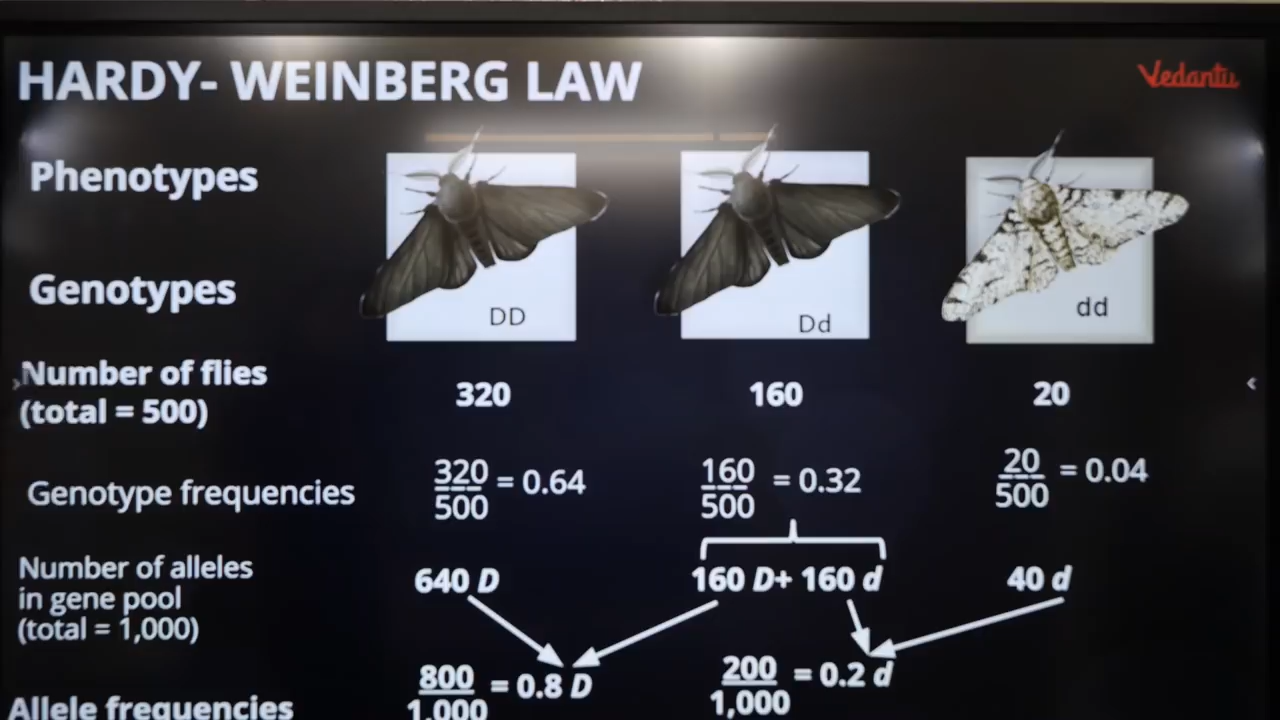 HARDY- WEINBERG LAW
Vedantu
Phenotypes
Genotypes
DD
Dd
dd
Number of flies
(total = 500)
320
160
20
Genotype frequencies
320/500 = 0.64
160/500 = 0.32
20/500 = 0.04
Number of alleles
in gene pool
(total = 1,000)
640 D
160 D+ 160 d
40 d
Allele frequencies
800/1,000 = 0.8 D
200/1,000 = 0.2 d